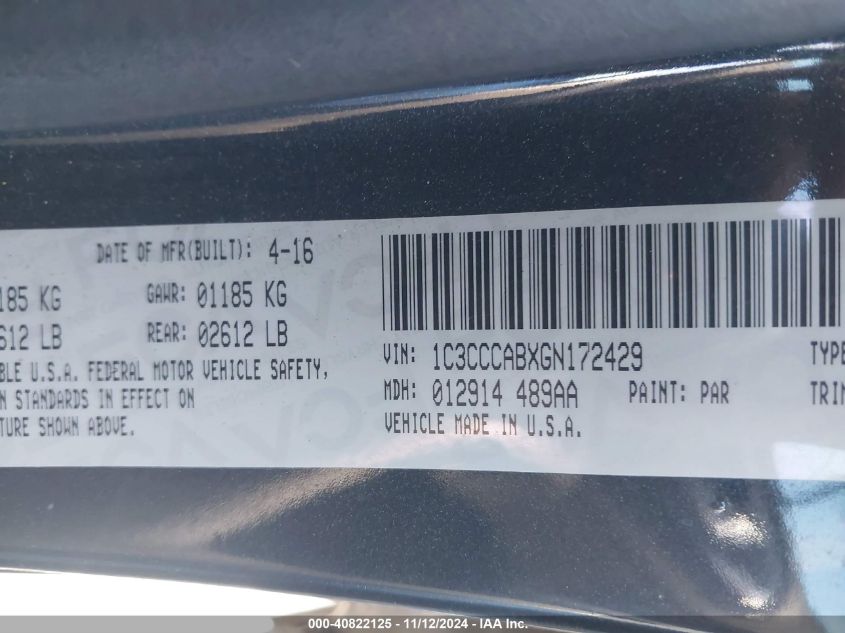 DATE OF MFR(BUILT): 4-16
185 KG GAWR: 01185 KG
612 LB REAR: 02612 LB
BLE U.S.A. FEDERAL MOTOR VEHICLE SAFETY,
N STANDARDS IN EFFECT ON
TURE SHOWN ABOVE.
VIN: 1C3CCCABXGN172429 TYPE
MDH: 012914 489AA PAINT: PAR TRIM
VEHICLE MADE IN U.S.A.
000-40822125 - 11/12/2024 - IAA Inc.